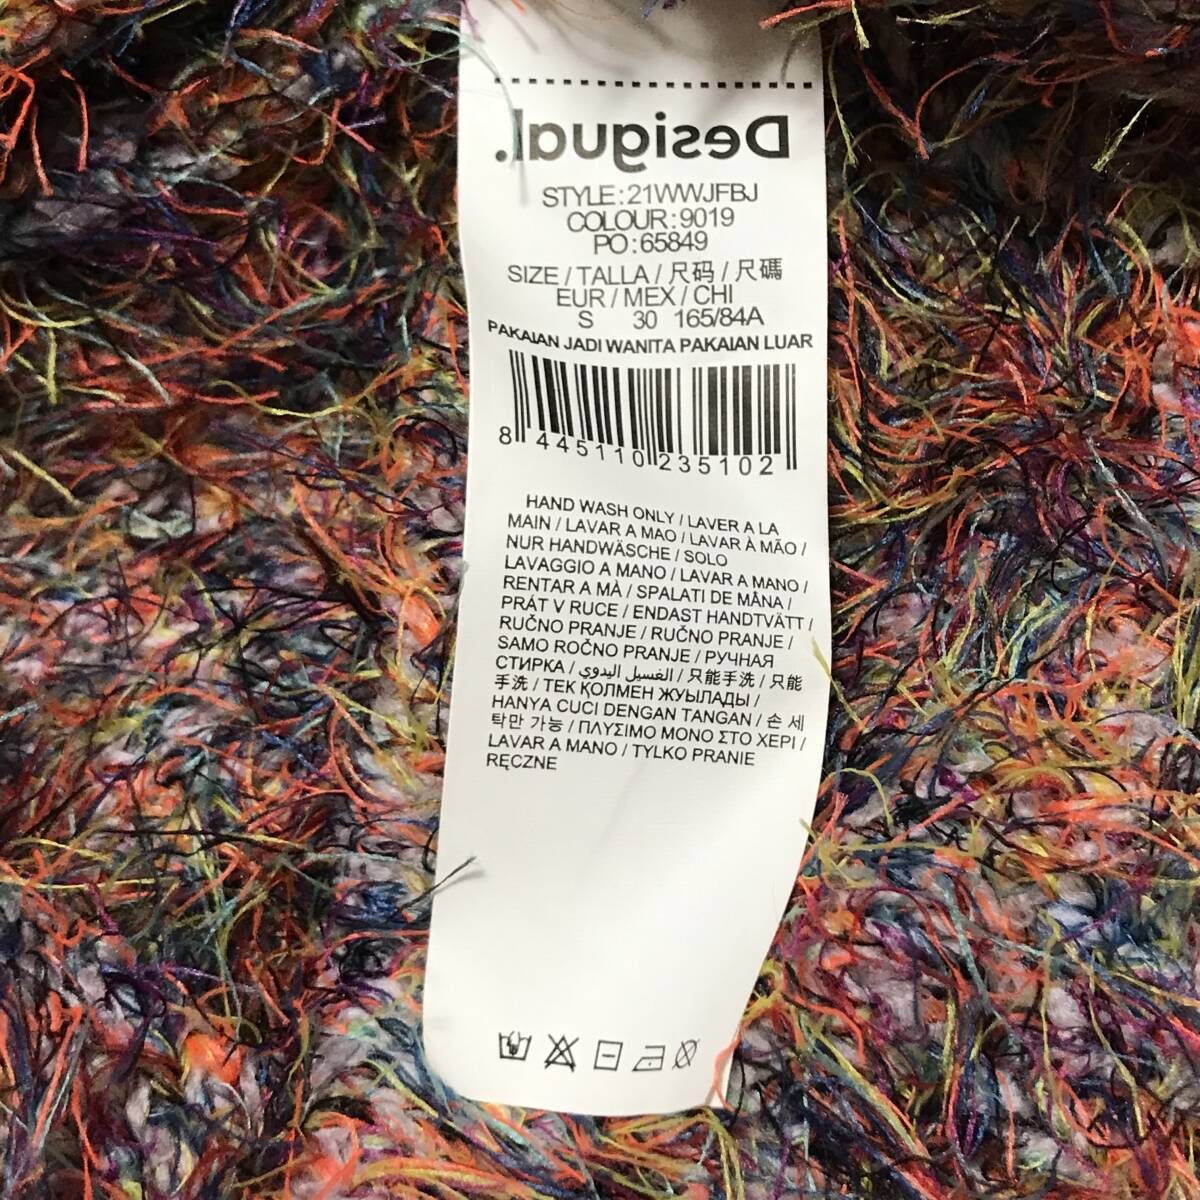 Desigual.
STYLE:21WWJFBJ
COLOUR:9019
PO:65849
SIZE / TALLA / 尺码 / 尺碼
EUR / MEX / CHI
S 30 165/84A
PAKAIAN JADI WANITA PAKAIAN LUAR
8 445110 235102
HAND WASH ONLY / LAVER A LA
MAIN / LAVAR A MAO / LAVAR À MÃO /
NUR HANDWÄSCHE / SOLO
LAVAGGIO A MANO / LAVAR A MANO /
RENTAR A MÀ / SPALATI DE MÂNA /
PRÁT V RUCE / ENDAST HANDTVÄTT /
RUČNO PRANJE / RUČNO PRANJE /
SAMO ROČNO PRANJE / РУЧНАЯ
СТИРКА / الغسيل اليدوي / 只能手洗 / 只能
手洗 / ТЕК ҚОЛМЕН ЖУЫЛАДЫ /
HANYA CUCI DENGAN TANGAN / 손 세
탁만 가능 / ΠΛΥΣΙΜΟ ΜΟΝΟ ΣΤΟ ΧΕΡΙ /
LAVAR A MANO / TYLKO PRANIE
RĘCZNE